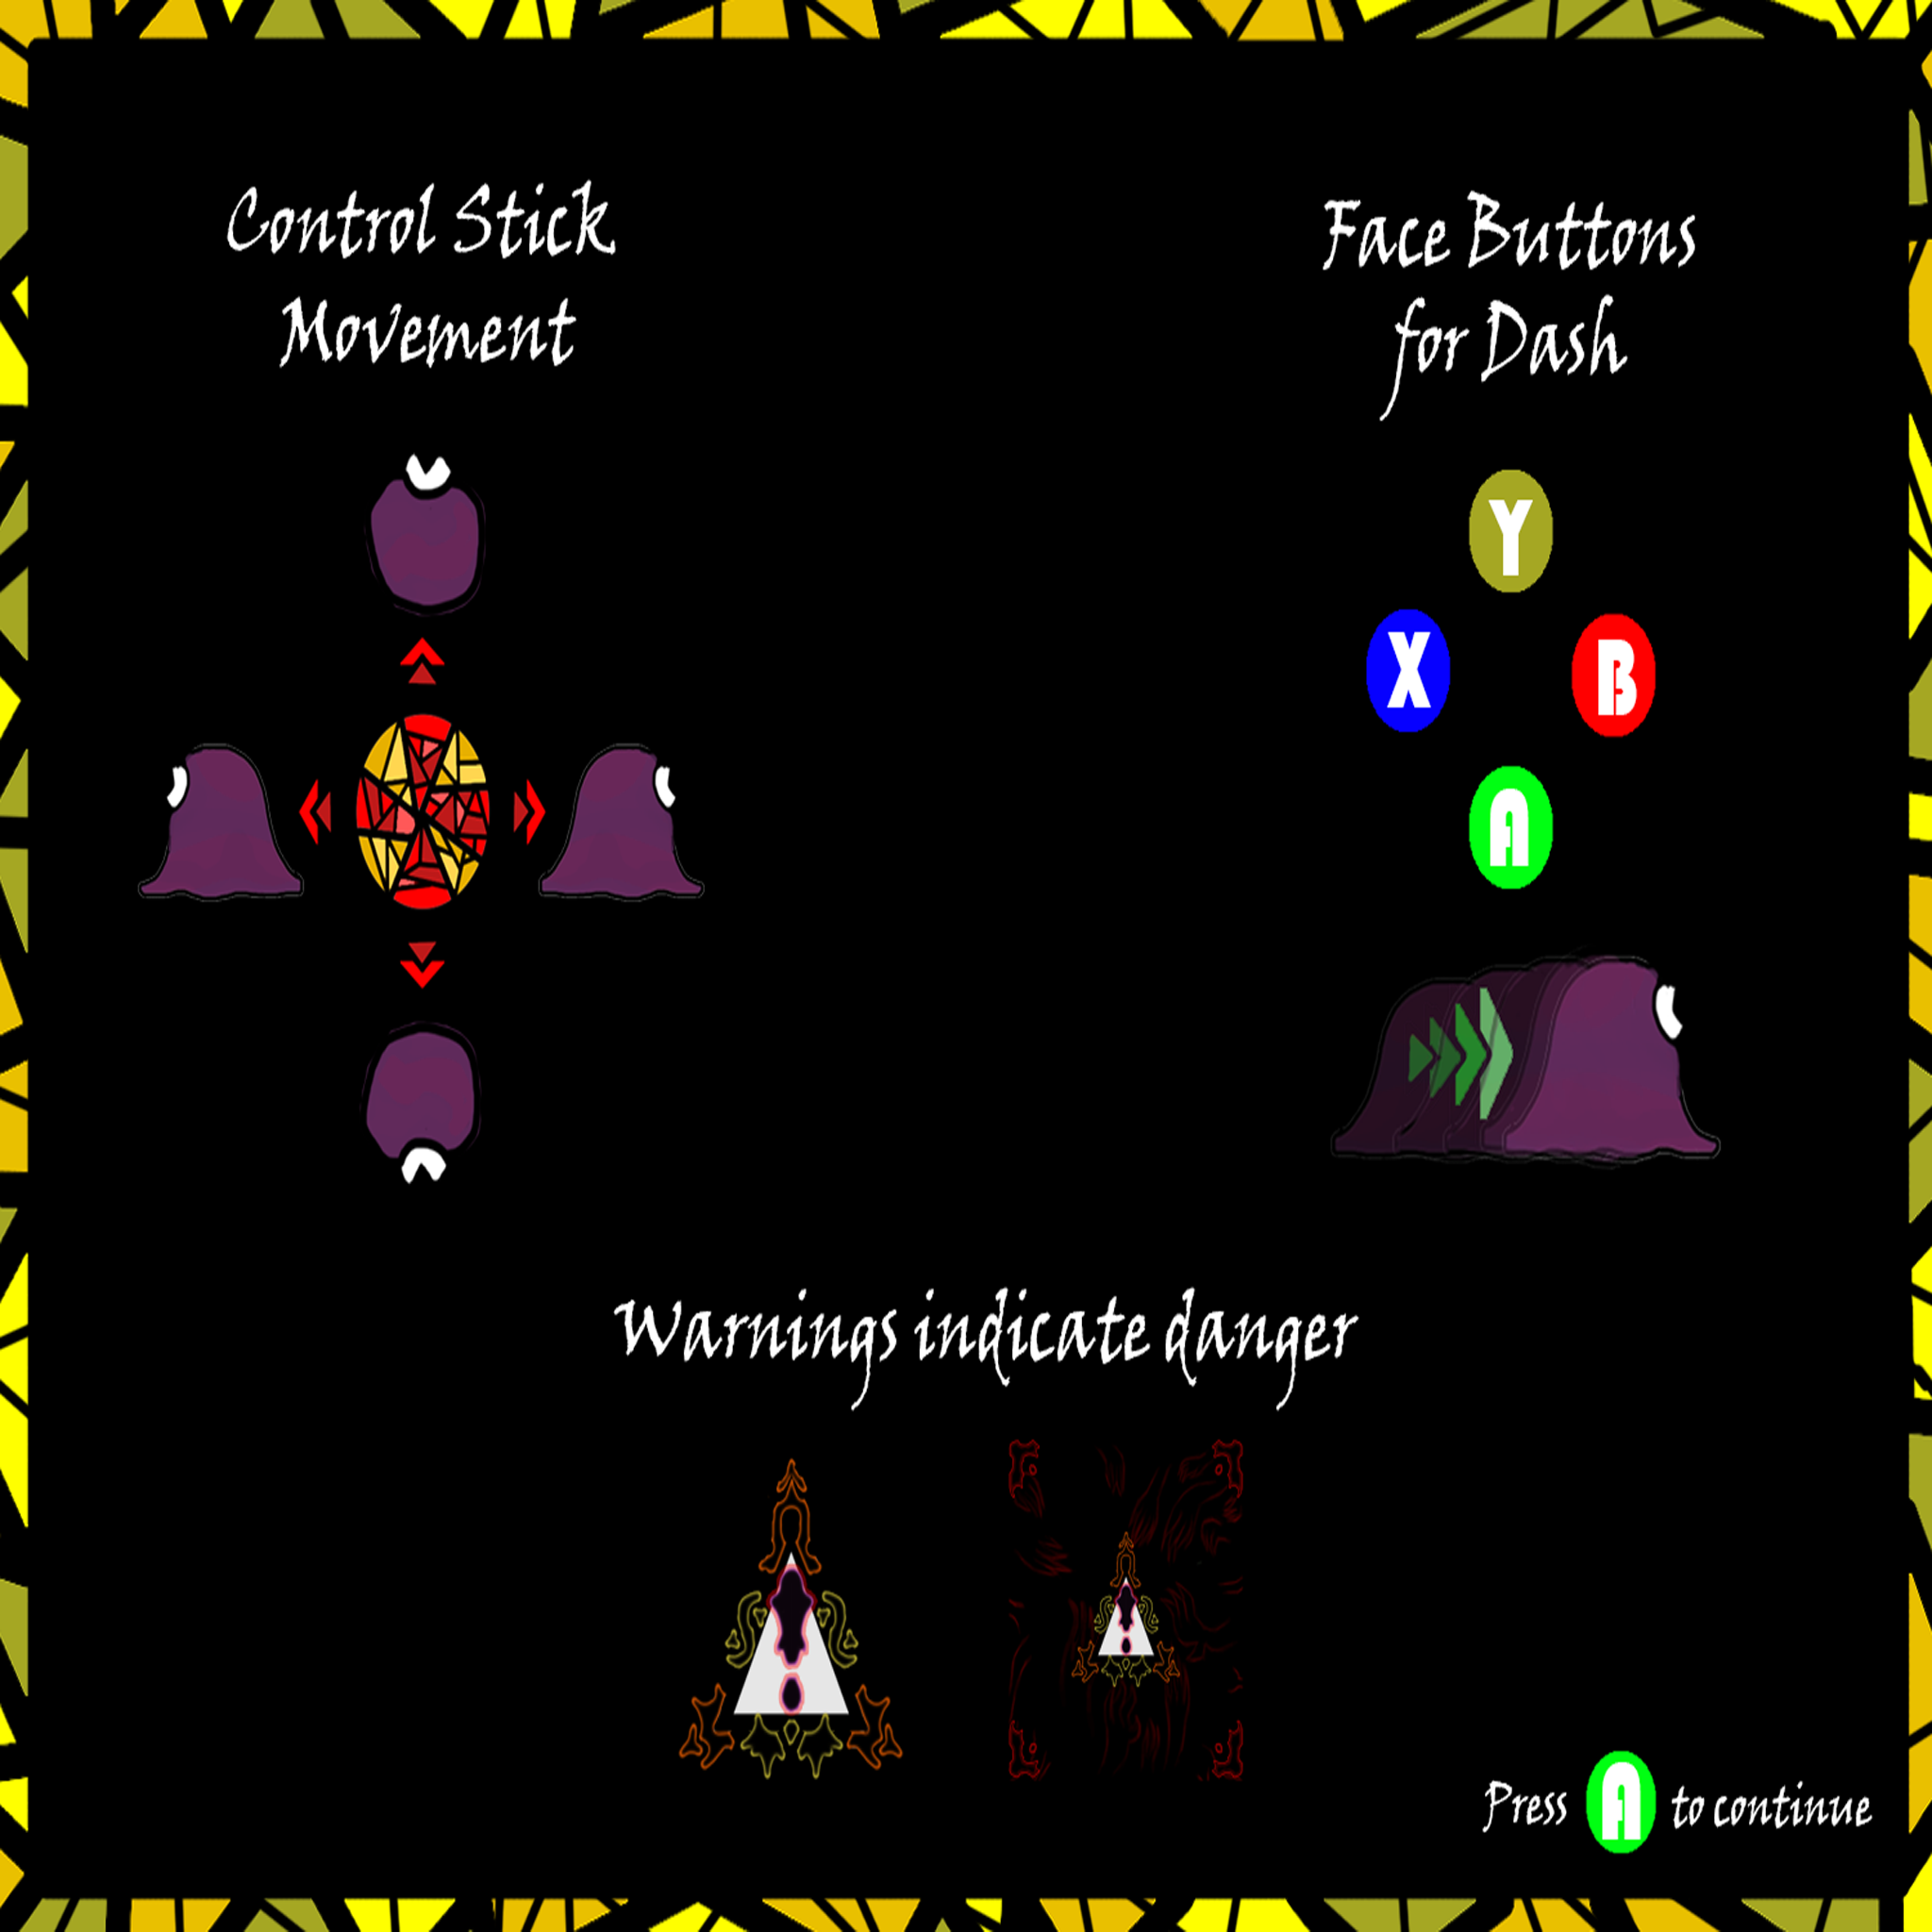 Control Stick
Movement
Face Buttons
for Dash
Y
X
B
A
Warnings indicate danger
Press A to continue